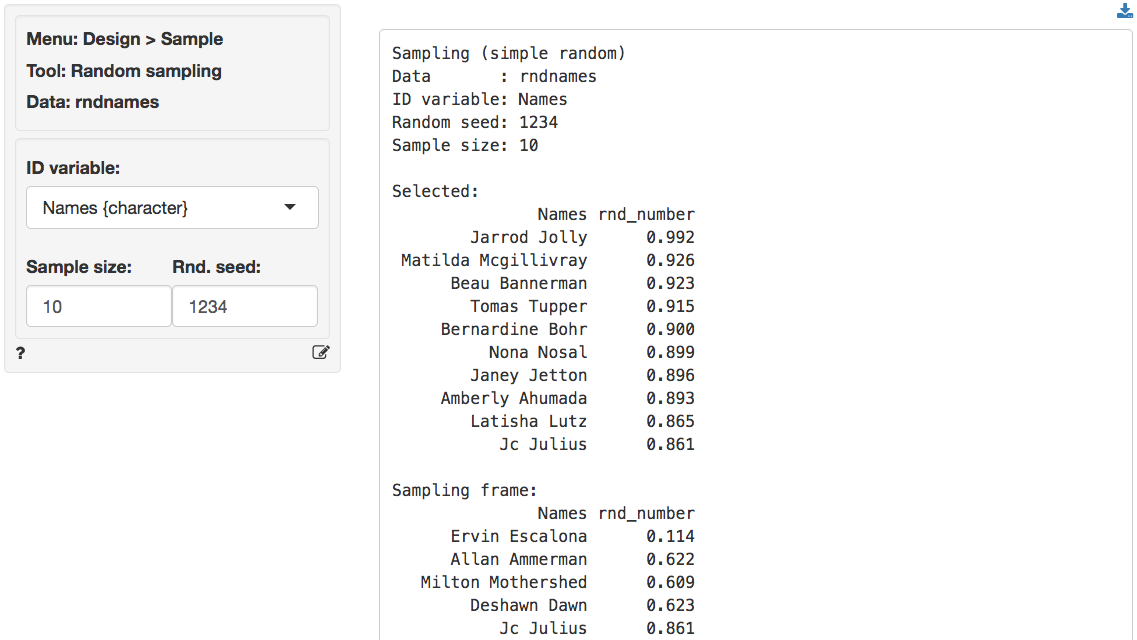 Menu: Design > Sample
Tool: Random sampling
Data: rndnames
ID variable:
Names {character}
Sample size: Rnd. seed:
10 1234
?
Sampling (simple random)
Data       : rndnames
ID variable: Names
Random seed: 1234
Sample size: 10
Selected:
Names rnd_number
Jarrod Jolly 0.992
Matilda Mcgillivray 0.926
Beau Bannerman 0.923
Tomas Tupper 0.915
Bernardine Bohr 0.900
Nona Nosal 0.899
Janey Jetton 0.896
Amberly Ahumada 0.893
Latisha Lutz 0.865
Jc Julius 0.861
Sampling frame:
Names rnd_number
Ervin Escalona 0.114
Allan Ammerman 0.622
Milton Mothershed 0.609
Deshawn Dawn 0.623
Jc Julius 0.861